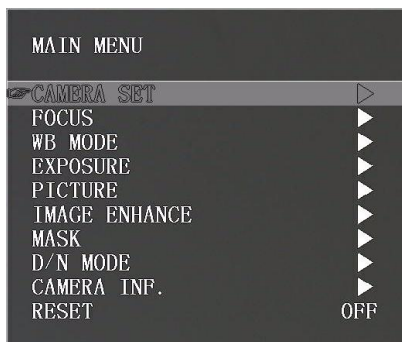 MAIN MENU
CAMERA SET
FOCUS
WB MODE
EXPOSURE
PICTURE
IMAGE ENHANCE
MASK
D/N MODE
CAMERA INF.
RESET OFF